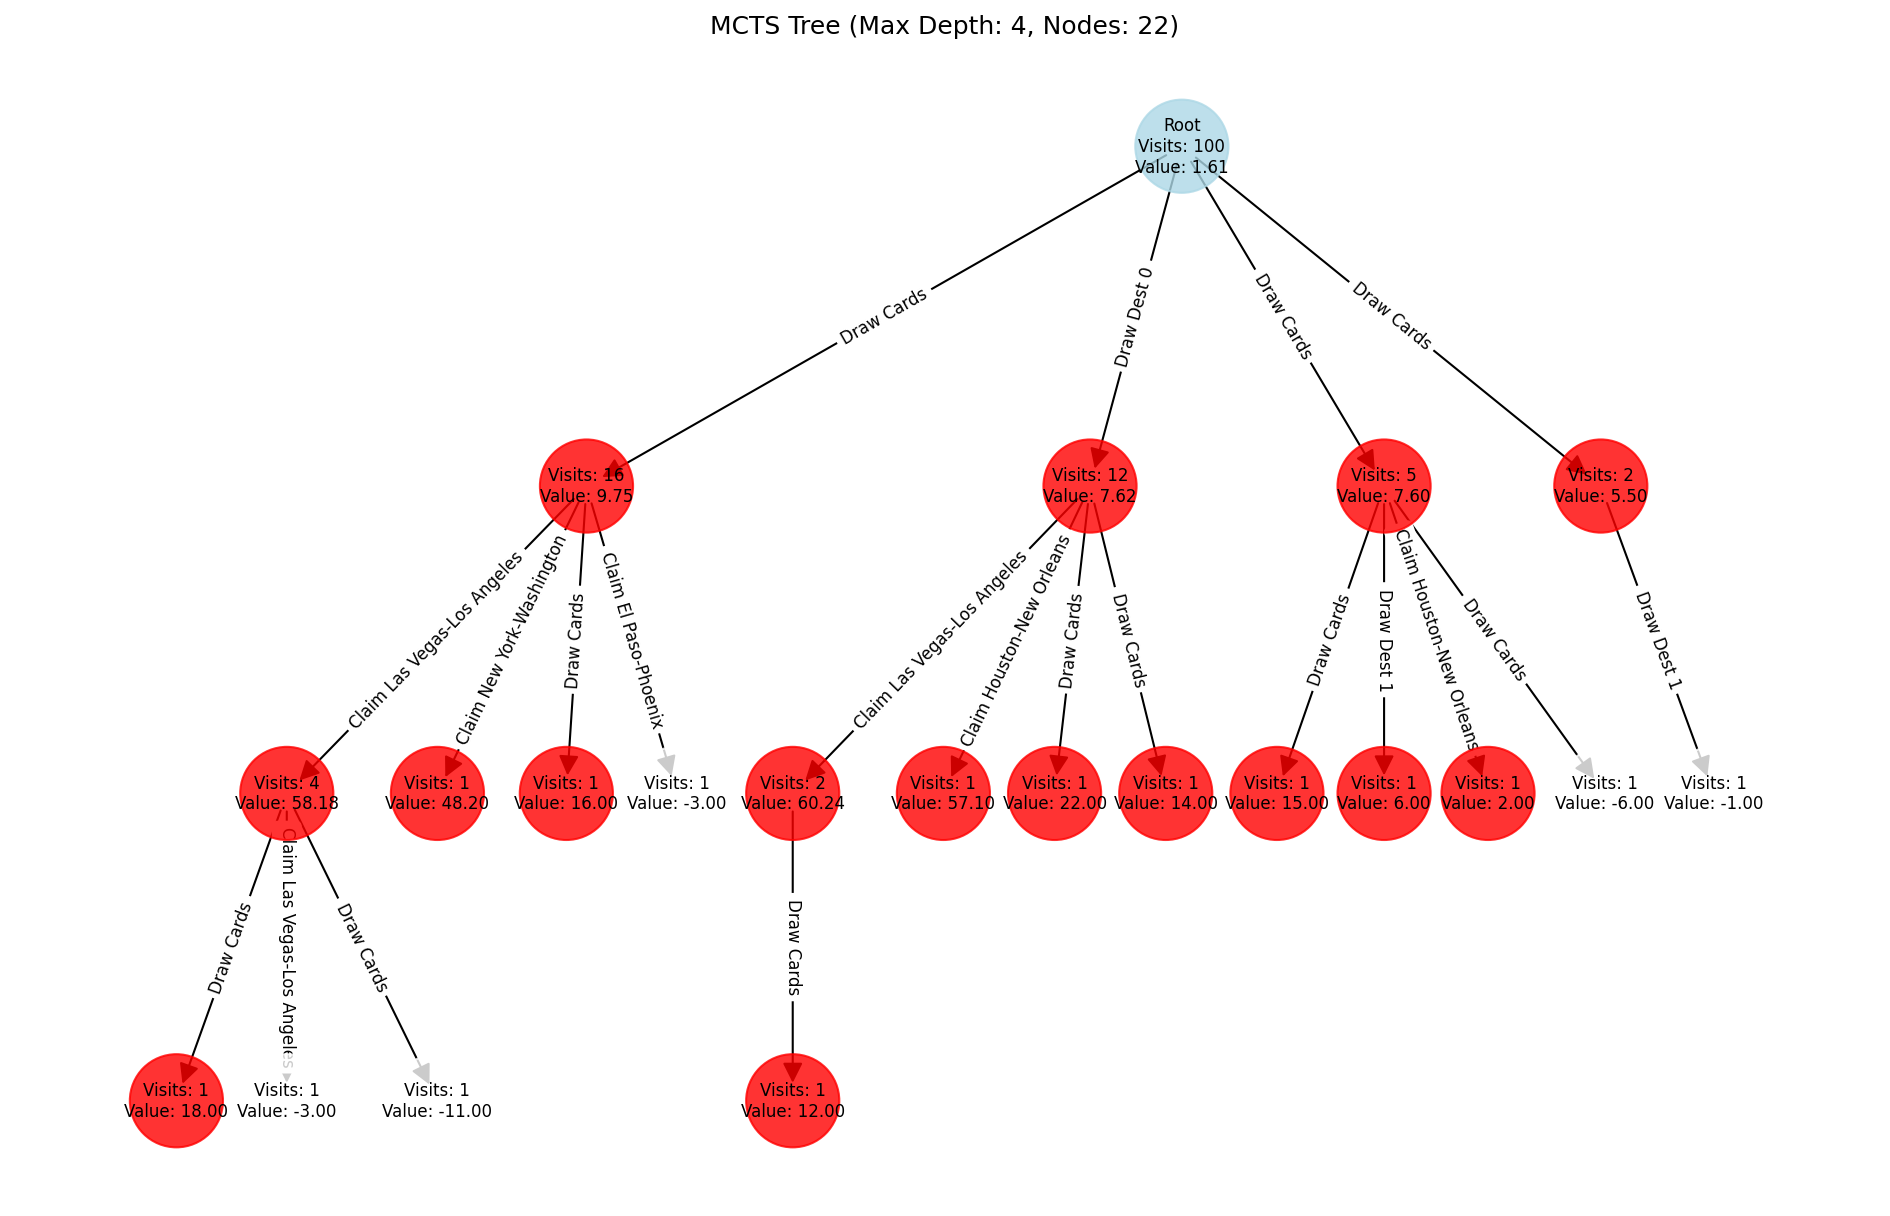 MCTS Tree (Max Depth: 4, Nodes: 22)
Root
Visits: 100
Value: 1.61
Draw Cards
Draw Dest 0
Draw Cards
Draw Cards
Visits: 16
Value: 9.75
Visits: 12
Value: 7.62
Visits: 5
Value: 7.60
Visits: 2
Value: 5.50
Claim Las Vegas-Los Angeles
Claim New York-Washington
Draw Cards
Claim El Paso-Phoenix
Claim Las Vegas-Los Angeles
Claim Houston-New Orleans
Draw Cards
Draw Cards
Draw Cards
Draw Dest 1
Claim Houston-New Orleans
Draw Cards
Draw Dest 1
Visits: 4
Value: 58.18
Visits: 1
Value: 48.20
Visits: 1
Value: 16.00
Visits: 1
Value: -3.00
Visits: 2
Value: 60.24
Visits: 1
Value: 57.10
Visits: 1
Value: 22.00
Visits: 1
Value: 14.00
Visits: 1
Value: 15.00
Visits: 1
Value: 6.00
Visits: 1
Value: 2.00
Visits: 1
Value: -6.00
Visits: 1
Value: -1.00
Draw Cards
Claim Las Vegas-Los Angeles
Draw Cards
Draw Cards
Visits: 1
Value: 18.00
Visits: 1
Value: -3.00
Visits: 1
Value: -11.00
Visits: 1
Value: 12.00